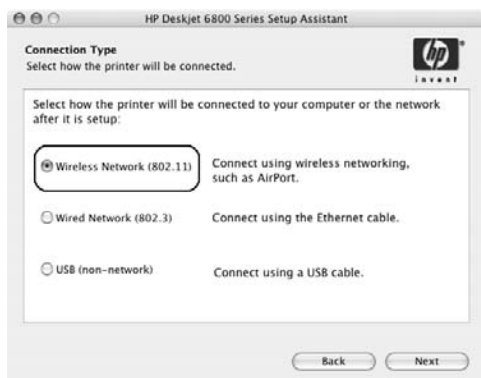 HP Deskjet 6800 Series Setup Assistant
Connection Type
Select how the printer will be connected.
hp
invent
Select how the printer will be connected to your computer or the network
after it is setup:
Wireless Network (802.11)
Connect using wireless networking,
such as AirPort.
Wired Network (802.3)
Connect using the Ethernet cable.
USB (non-network)
Connect using a USB cable.
Back
Next